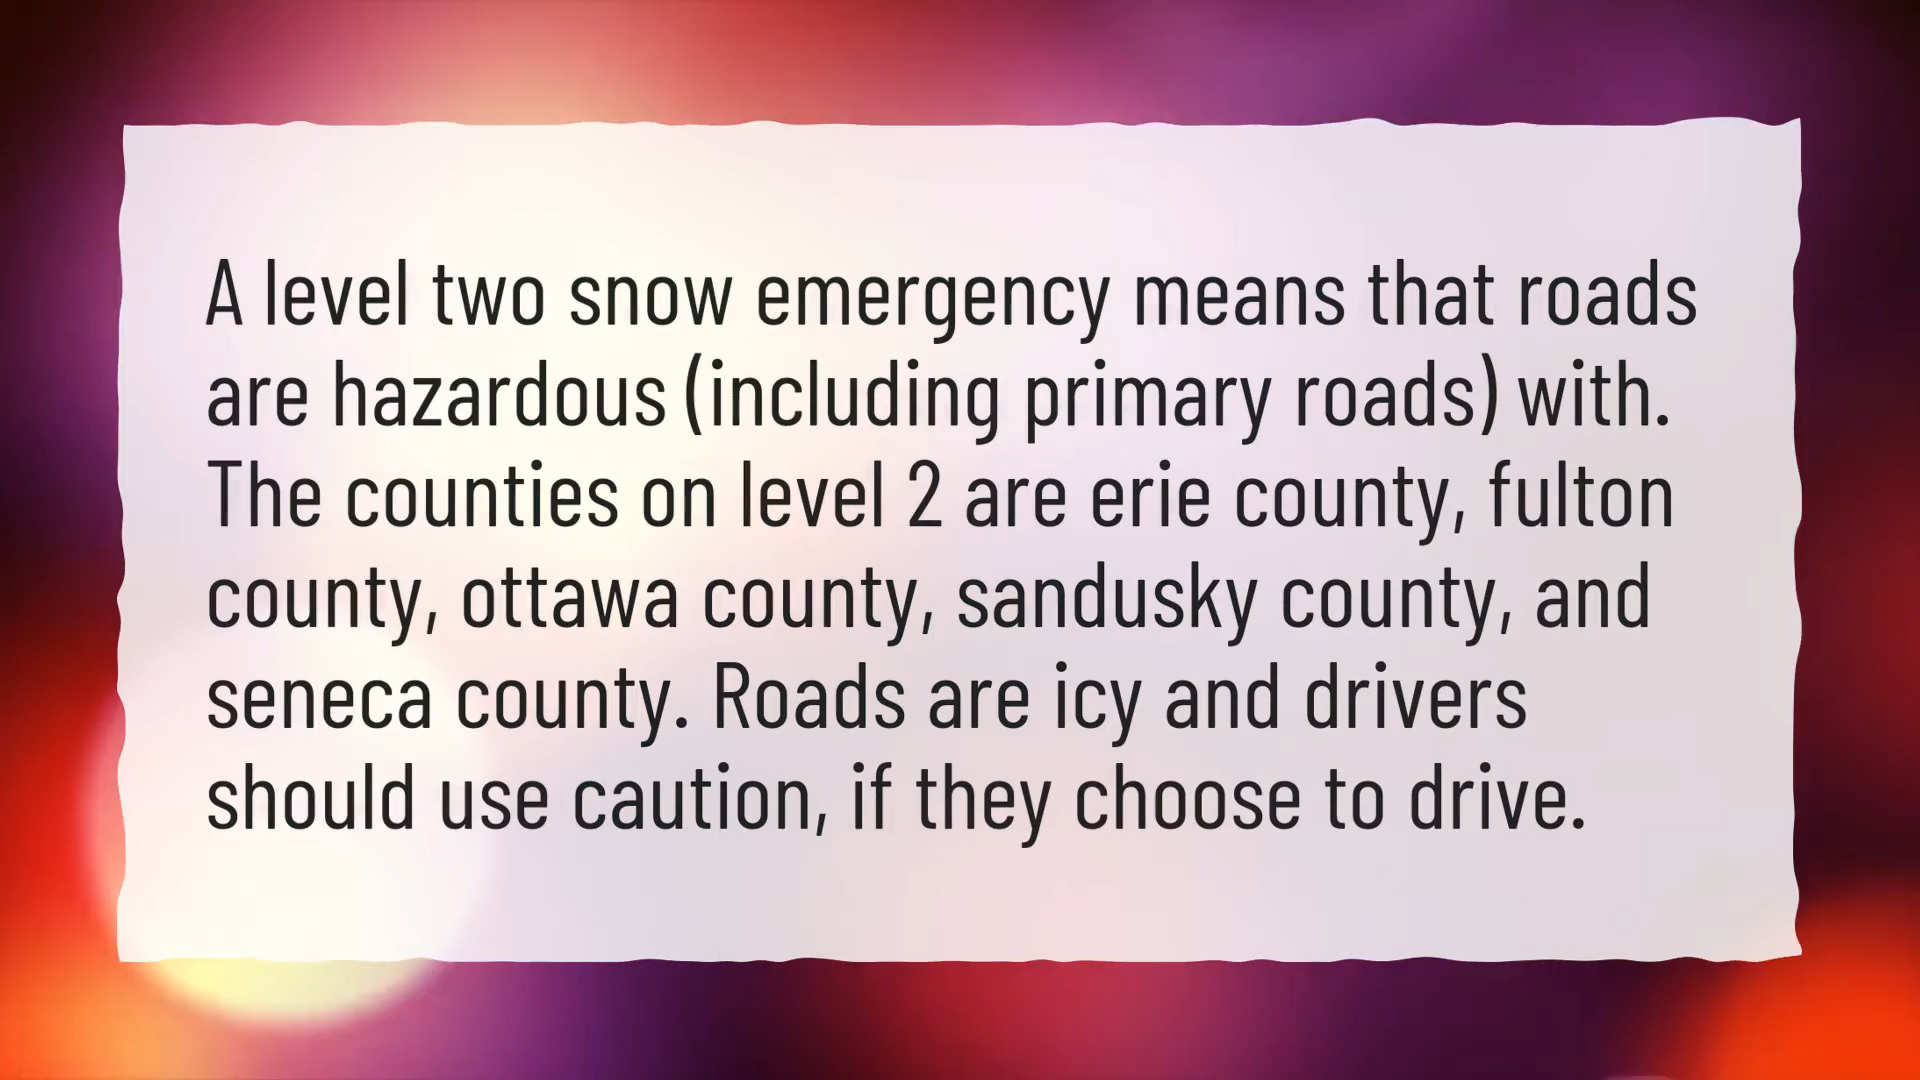 A level two snow emergency means that roads
are hazardous (including primary roads) with.
The counties on level 2 are erie county, fulton
county, ottawa county, sandusky county, and
seneca county. Roads are icy and drivers
should use caution, if they choose to drive.